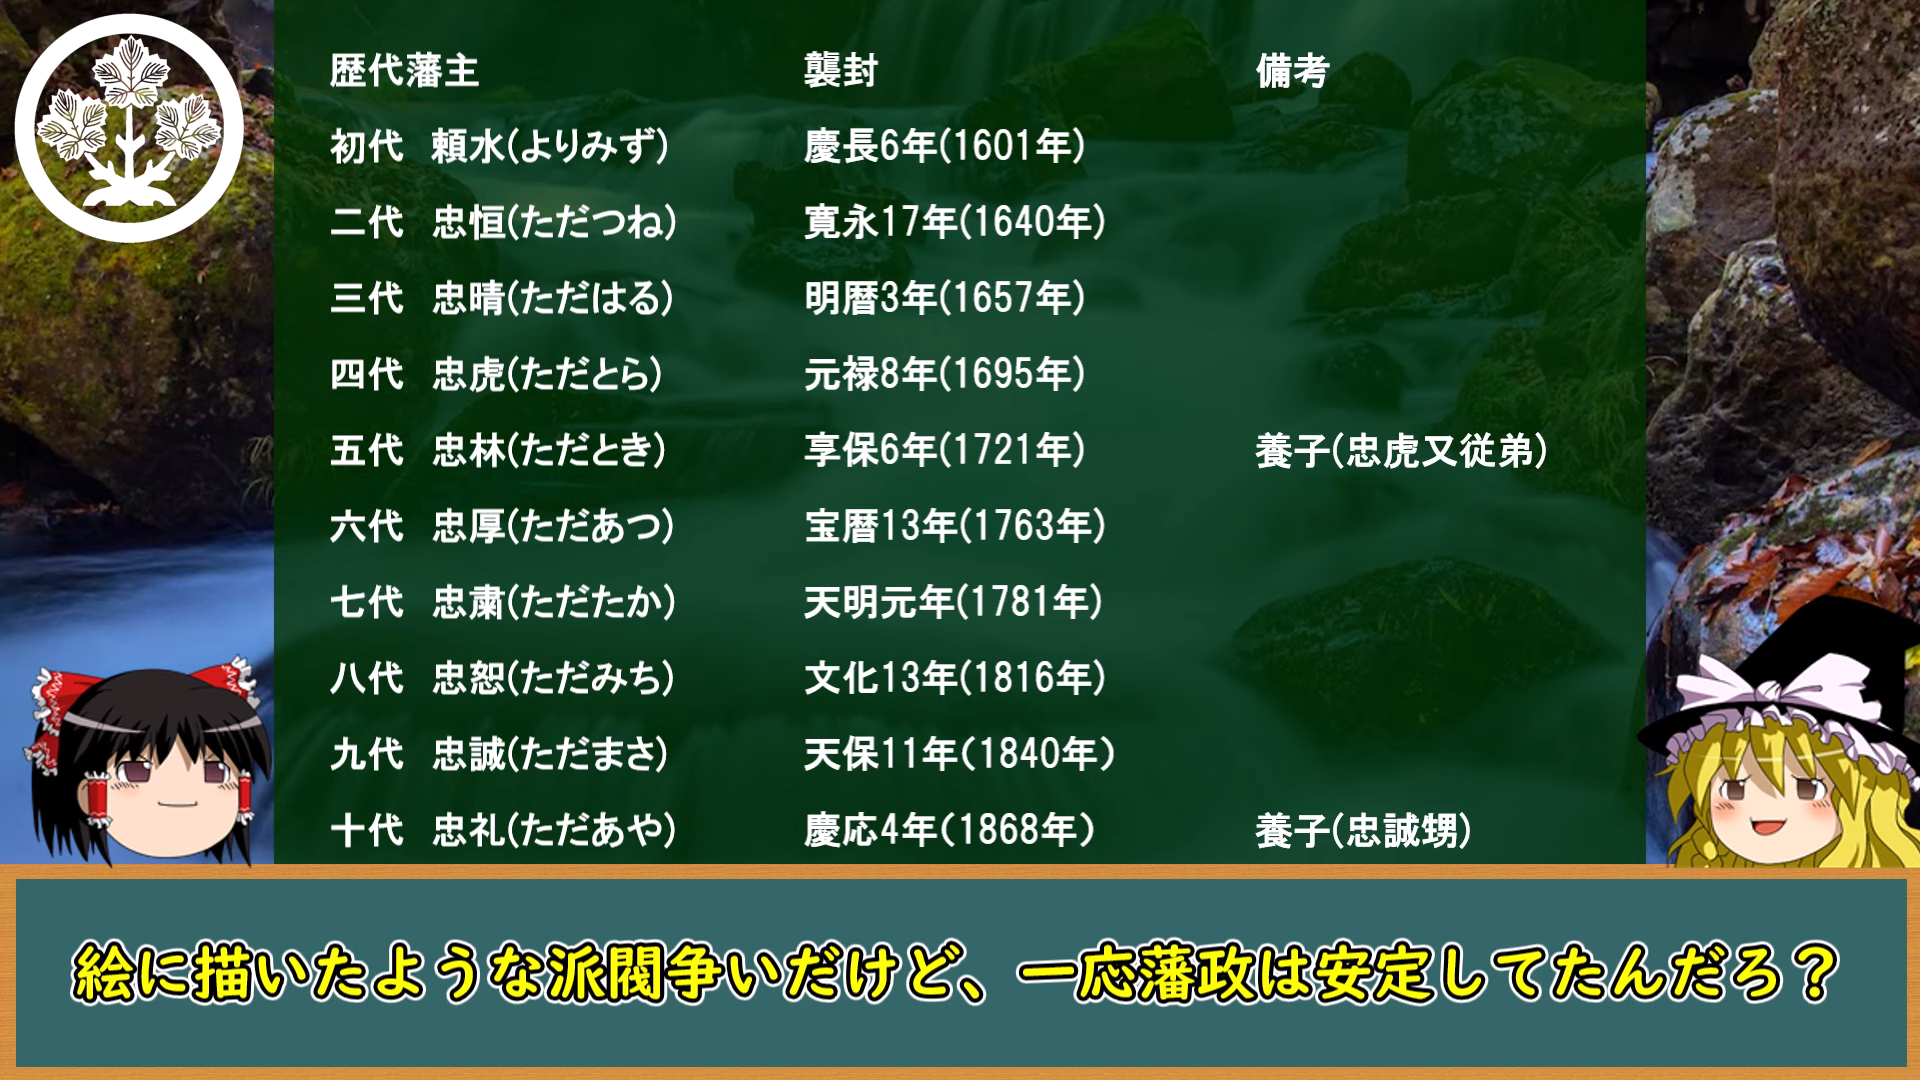 歴代藩主 襲封 備考
初代 頼水(よりみず) 慶長6年(1601年)
二代 忠恒(ただつね) 寛永17年(1640年)
三代 忠晴(ただはる) 明暦3年(1657年)
四代 忠虎(ただとら) 元禄8年(1695年)
五代 忠林(ただとき) 享保6年(1721年) 養子(忠虎又従弟)
六代 忠厚(ただあつ) 宝暦13年(1763年)
七代 忠粛(ただたか) 天明元年(1781年)
八代 忠恕(ただみち) 文化13年(1816年)
九代 忠誠(ただまさ) 天保11年(1840年)
十代 忠礼(ただあや) 慶応4年(1868年) 養子(忠誠甥)
絵に描いたような派閥争いだけど、一応藩政は安定してたんだろ?